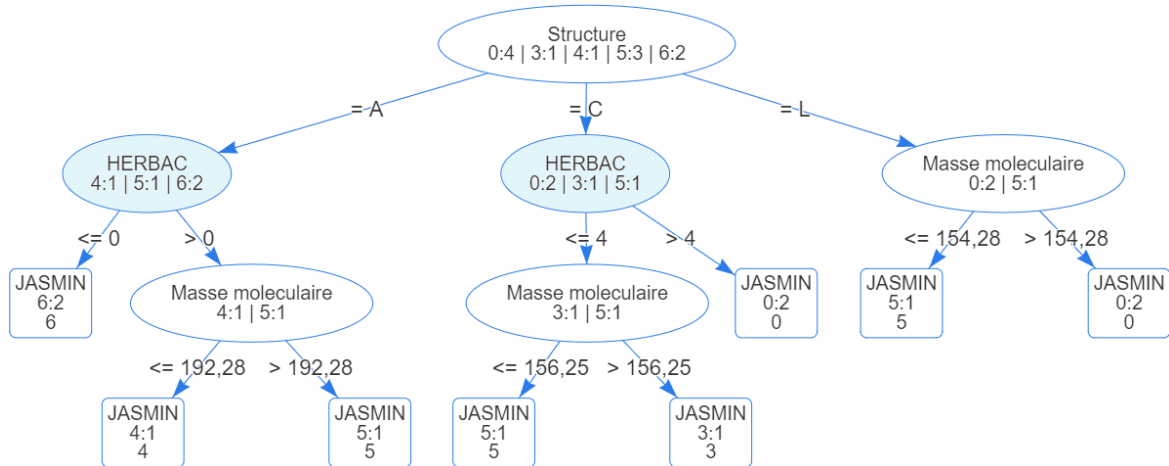 Structure
0:4 | 3:1 | 4:1 | 5:3 | 6:2
= A
= C
= L
HERBAC
4:1 | 5:1 | 6:2
HERBAC
0:2 | 3:1 | 5:1
Masse moleculaire
0:2 | 5:1
<= 0
> 0
<= 4
> 4
<= 154,28
> 154,28
JASMIN
6:2
6
Masse moleculaire
4:1 | 5:1
Masse moleculaire
3:1 | 5:1
JASMIN
0:2
0
JASMIN
5:1
5
JASMIN
0:2
0
<= 192,28
> 192,28
<= 156,25
> 156,25
JASMIN
4:1
4
JASMIN
5:1
5
JASMIN
5:1
5
JASMIN
3:1
3